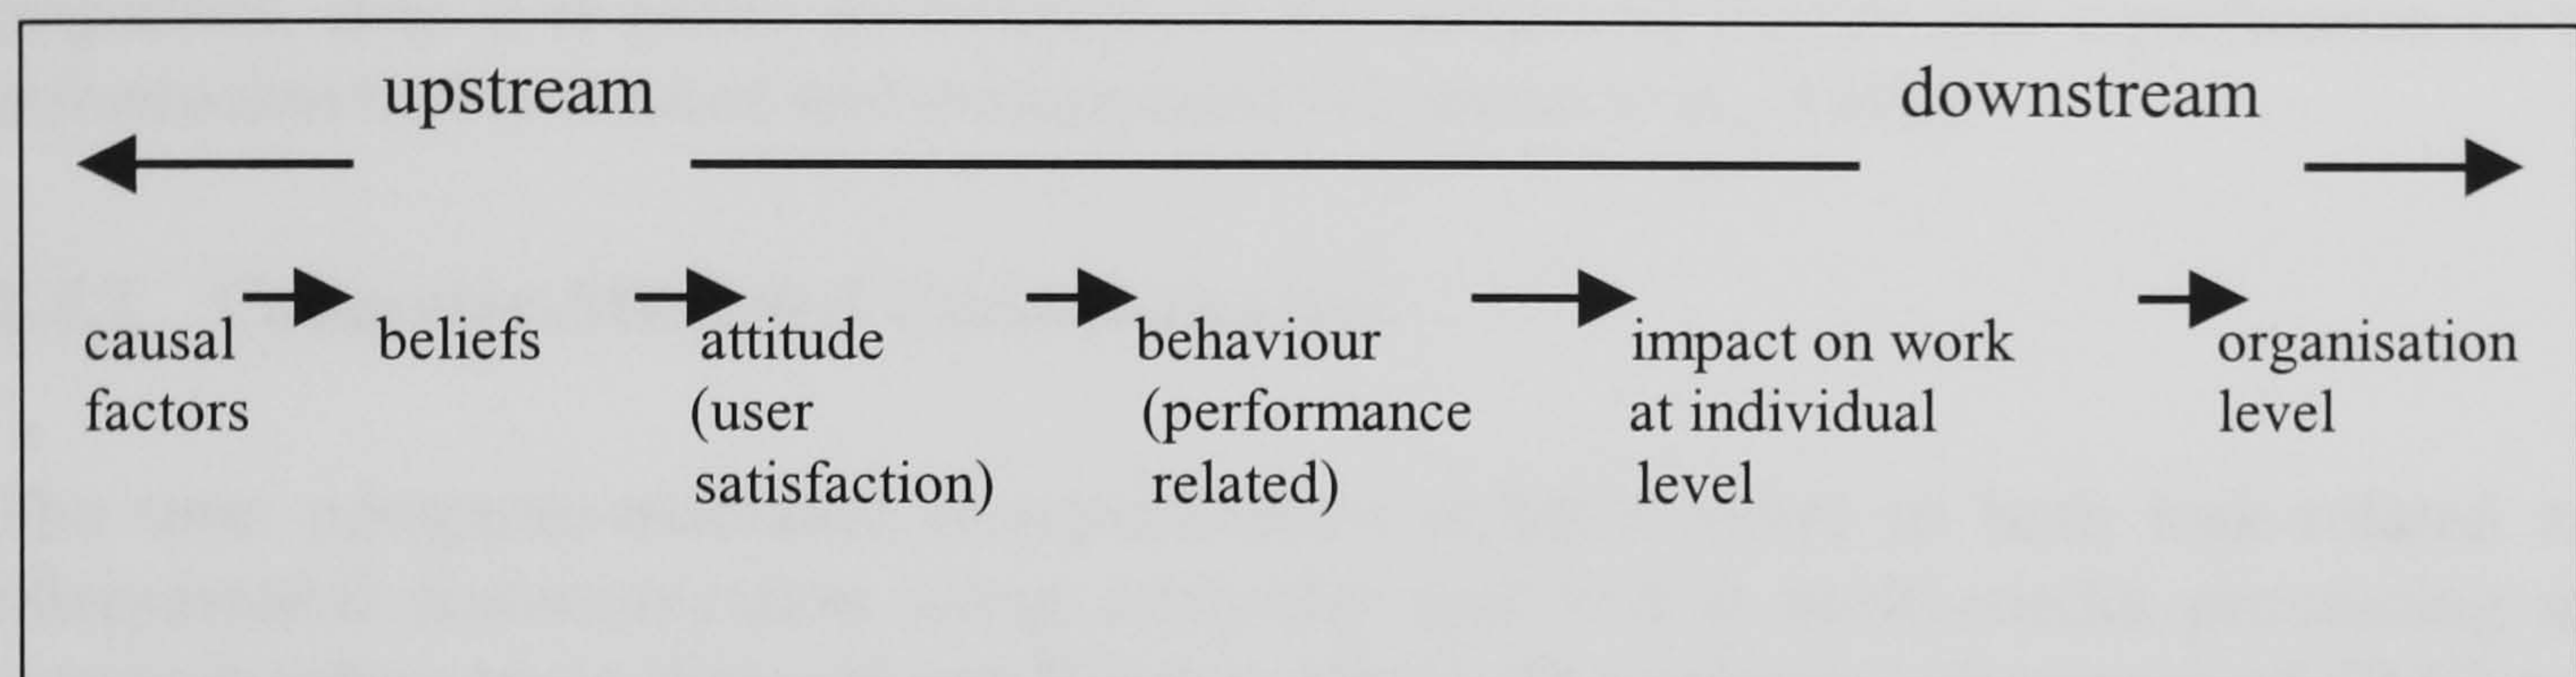 upstream downstream
causal beliefs attitude behaviour impact on work organisation
factors (user (performance at individual level
satisfaction) related) level